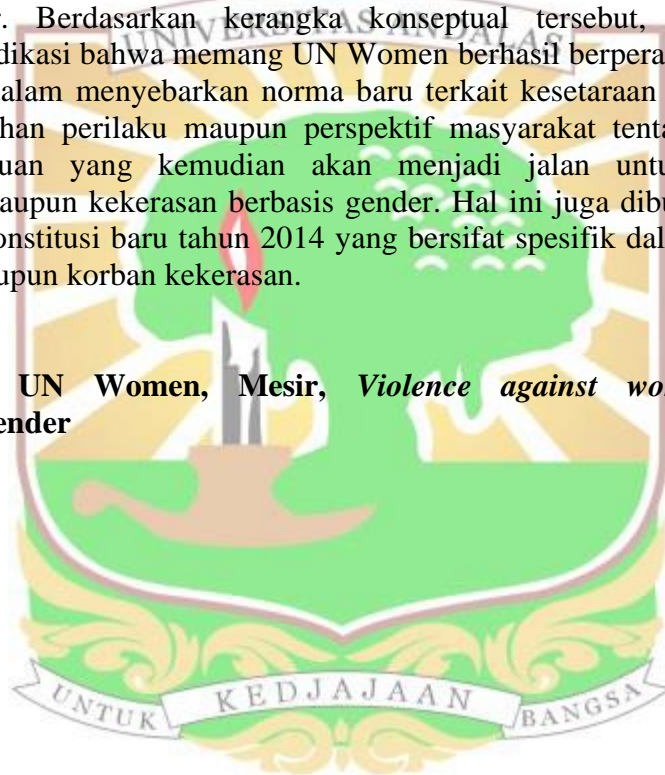 r. Berdasarkan kerangka konseptual tersebut,
dikasi bahwa memang UN Women berhasil berpera
alam menyebarkan norma baru terkait kesetaraan
han perilaku maupun perspektif masyarakat tenta
uan yang kemudian akan menjadi jalan untu
aupun kekerasan berbasis gender. Hal ini juga dibu
onstitusi baru tahun 2014 yang bersifat spesifik dal
upun korban kekerasan.
UN Women, Mesir, Violence against wo
ender
UNIVERSITAS ANDALAS
UNTUK KEDJAJAAN BANGSA